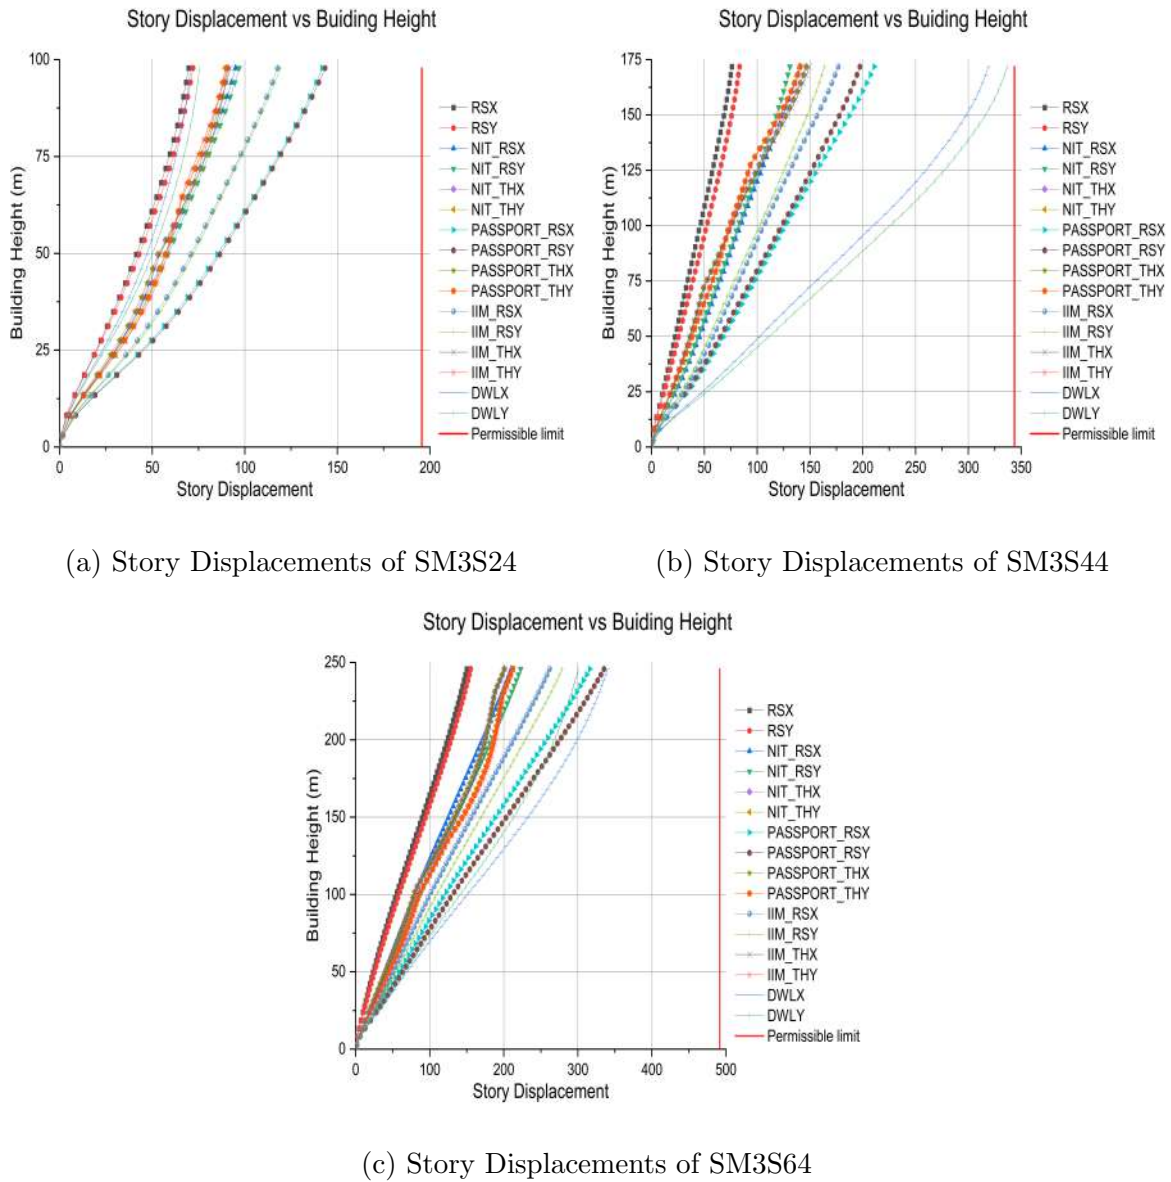 Story Displacement vs Buiding Height
Building Height (m)
100
75
50
25
0
0 50 100 150 200
Story Displacement
RSX
RSY
NIT_RSX
NIT_RSY
NIT_THX
NIT_THY
PASSPORT_RSX
PASSPORT_RSY
PASSPORT_THX
PASSPORT_THY
IIM_RSX
IIM_RSY
IIM_THX
IIM_THY
DWLX
DWLY
Permissible limit
(a) Story Displacements of SM3S24
Story Displacement vs Buiding Height
Building Height (m)
175
150
125
100
75
50
25
0
0 50 100 150 200 250 300 350
Story Displacement
RSX
RSY
NIT_RSX
NIT_RSY
NIT_THX
NIT_THY
PASSPORT_RSX
PASSPORT_RSY
PASSPORT_THX
PASSPORT_THY
IIM_RSX
IIM_RSY
IIM_THX
IIM_THY
DWLX
DWLY
Permissible limit
(b) Story Displacements of SM3S44
Story Displacement vs Buiding Height
Building Height (m)
250
200
150
100
50
0
0 100 200 300 400 500
Story Displacement
RSX
RSY
NIT_RSX
NIT_RSY
NIT_THX
NIT_THY
PASSPORT_RSX
PASSPORT_RSY
PASSPORT_THX
PASSPORT_THY
IIM_RSX
IIM_RSY
IIM_THX
IIM_THY
DWLX
DWLY
Permissible limit
(c) Story Displacements of SM3S64